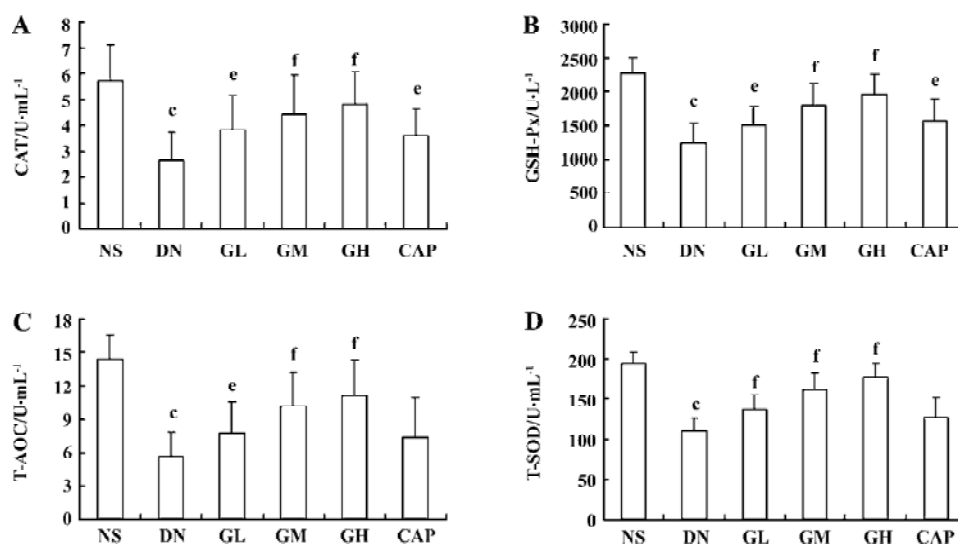 A
CAT/U·mL-1
8
7
6
5
4
3
2
1
0
c
e
f
f
e
NS DN GL GM GH CAP
B
GSH-Px/U·L-1
3000
2500
2000
1500
1000
500
0
c
e
f
f
e
NS DN GL GM GH CAP
C
T-AOC/U·mL-1
18
15
12
9
6
3
0
c
e
f
f
NS DN GL GM GH CAP
D
T-SOD/U·mL-1
250
200
150
100
50
0
c
f
f
f
NS DN GL GM GH CAP